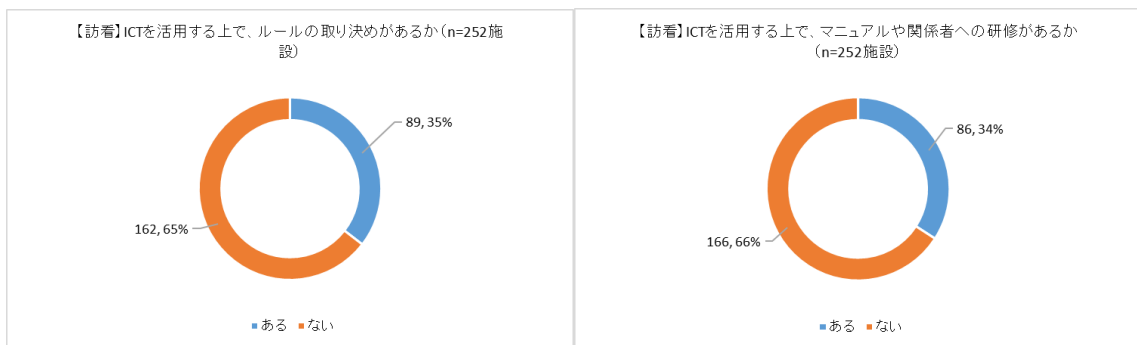 【訪看】ICTを活用する上で、ルールの取り決めがあるか(n=252施
設)
89, 35%
162, 65%
■ある ■ない
【訪看】ICTを活用する上で、マニュアルや関係者への研修があるか
(n=252施設)
86, 34%
166, 66%
■ある ■ない